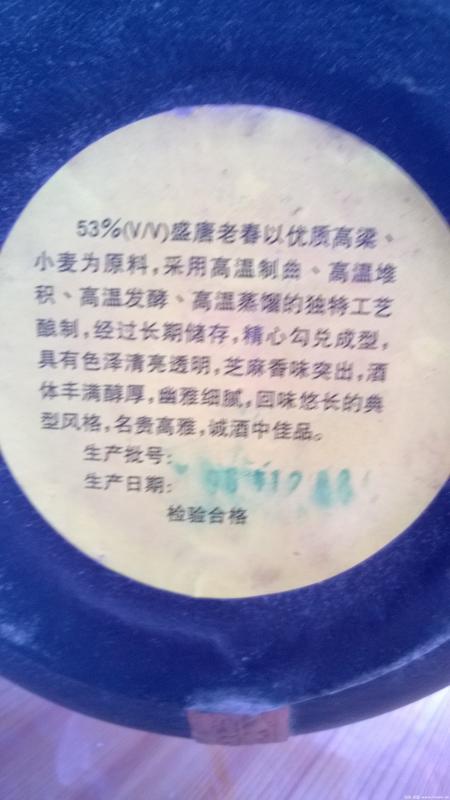 53%(V/V)盛唐老春以优质高粱、
小麦为原料，采用高温制曲、高温堆
积、高温发酵、高温蒸馏的独特工艺
酿制，经过长期储存，精心勾兑成型，
具有色泽清亮透明，芝麻香味突出，酒
体丰满醇厚，幽雅细腻，回味悠长的典
型风格，名贵高雅，诚酒中佳品。
生产批号：
生产日期：
检验合格